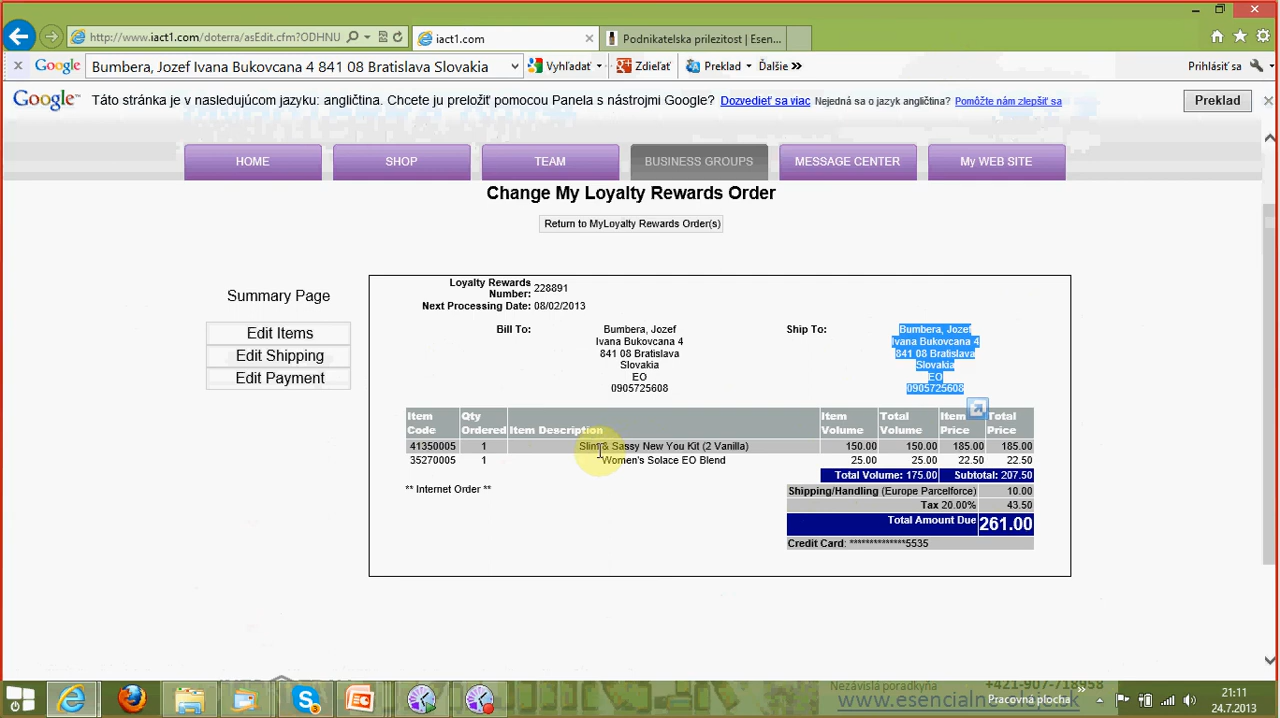 http://www.iact1.com/doterra/asEdit.cfm?ODHNU
iact1.com
Podnikatelska prilezitost | Esen...
Google
Bumbera, Jozef Ivana Bukovcana 4 841 08 Bratislava Slovakia
Vyhľadať
Zdieľať
Preklad
Ďalšie »
Prihlásiť sa
Google™ Táto stránka je v nasledujúcom jazyku: angličtina. Chcete ju preložiť pomocou Panela s nástrojmi Google? Dozvedieť sa viac Nejedná sa o jazyk angličtina? Pomôžte nám zlepšiť sa
Preklad
HOME
SHOP
TEAM
BUSINESS GROUPS
MESSAGE CENTER
My WEB SITE
Change My Loyalty Rewards Order
Return to MyLoyalty Rewards Order(s)
Summary Page
Edit Items
Edit Shipping
Edit Payment
Loyalty Rewards Number: 228891
Next Processing Date: 08/02/2013
Bill To:
Bumbera, Jozef
Ivana Bukovcana 4
841 08 Bratislava
Slovakia
EO
0905725608
Ship To:
Bumbera, Jozef
Ivana Bukovcana 4
841 08 Bratislava
Slovakia
EO
0905725608
Item Code Qty Ordered Item Description Item Volume Total Volume Item Price Total Price
41350005 1 Slim & Sassy New You Kit (2 Vanilla) 150.00 150.00 185.00 185.00
35270005 1 Women's Solace EO Blend 25.00 25.00 22.50 22.50
Total Volume: 175.00 Subtotal: 207.50
** Internet Order **
Shipping/Handling (Europe Parcelforce) 10.00
Tax 20.00% 43.50
Total Amount Due 261.00
Credit Card: *************5535
Nezávislá poradkyňa
+421-907-718958
Pracovná plocha
21:11
24.7.2013